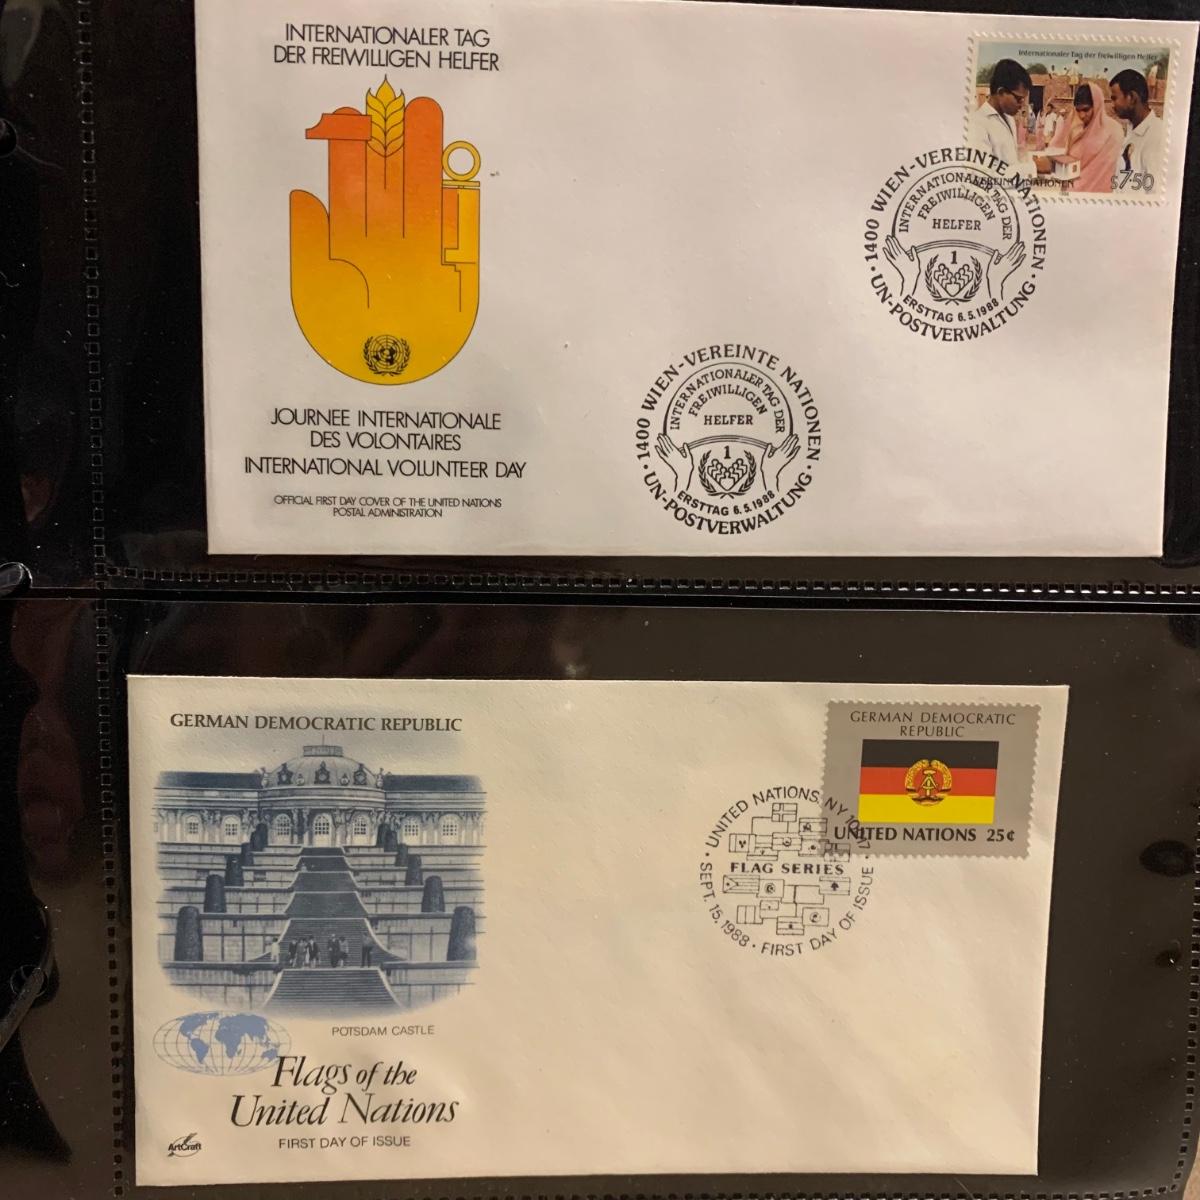 INTERNATIONALER TAG
DER FREIWILLIGEN HELFER
JOURNEE INTERNATIONALE
DES VOLONTAIRES
INTERNATIONAL VOLUNTEER DAY
OFFICIAL FIRST DAY COVER OF THE UNITED NATIONS
POSTAL ADMINISTRATION
Internationaler Tag der freiwilligen Helfer
VEREINTE NATIONEN
S7·50
1988
1400 WIEN-VEREINTE NATIONEN
INTERNATIONALER TAG DER
FREIWILLIGEN
HELFER
1
ERSTTAG 6.5.1988
UN-POSTVERWALTUNG
1400 WIEN-VEREINTE NATIONEN
INTERNATIONALER TAG DER
FREIWILLIGEN
HELFER
1
ERSTTAG 6.5.1988
UN-POSTVERWALTUNG
GERMAN DEMOCRATIC REPUBLIC
POTSDAM CASTLE
Flags of the
United Nations
FIRST DAY OF ISSUE
ArtCraft
GERMAN DEMOCRATIC
REPUBLIC
UNITED NATIONS 25¢
UNITED NATIONS, NY 10017
FLAG SERIES
SEPT. 15, 1988 · FIRST DAY OF ISSUE